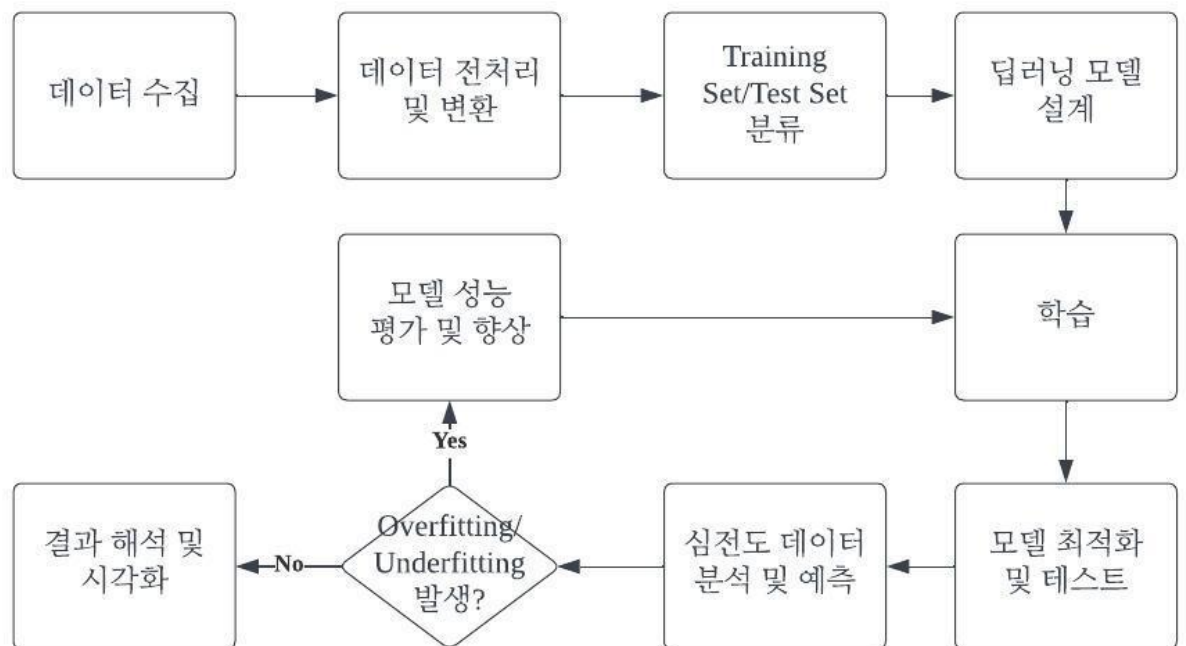 데이터 수집
데이터 전처리
및 변환
Training
Set/Test Set
분류
딥러닝 모델
설계
모델 성능
평가 및 향상
학습
Yes
결과 해석 및
시각화
No
Overfitting/
Underfitting
발생?
심전도 데이터
분석 및 예측
모델 최적화
및 테스트